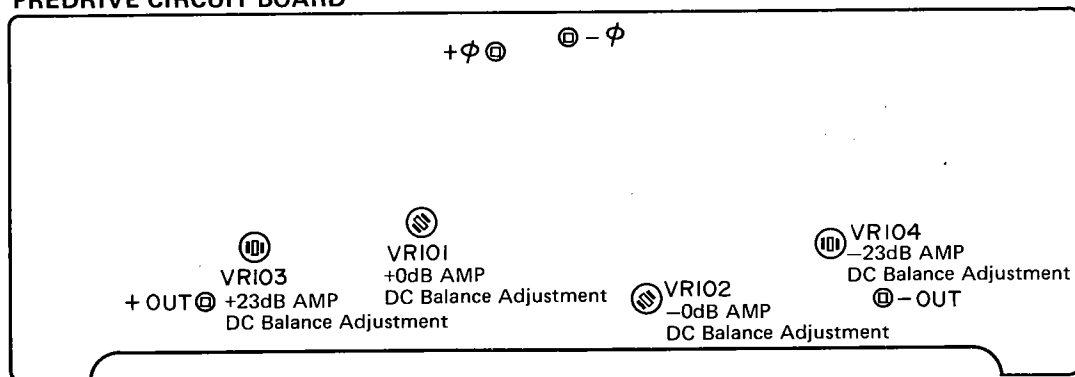 PREDRIVE CIRCUIT BOARD
+φ
−φ
VR101
+0dB AMP
DC Balance Adjustment
VR103
+23dB AMP
DC Balance Adjustment
+ OUT
VR102
−0dB AMP
DC Balance Adjustment
VR104
−23dB AMP
DC Balance Adjustment
− OUT